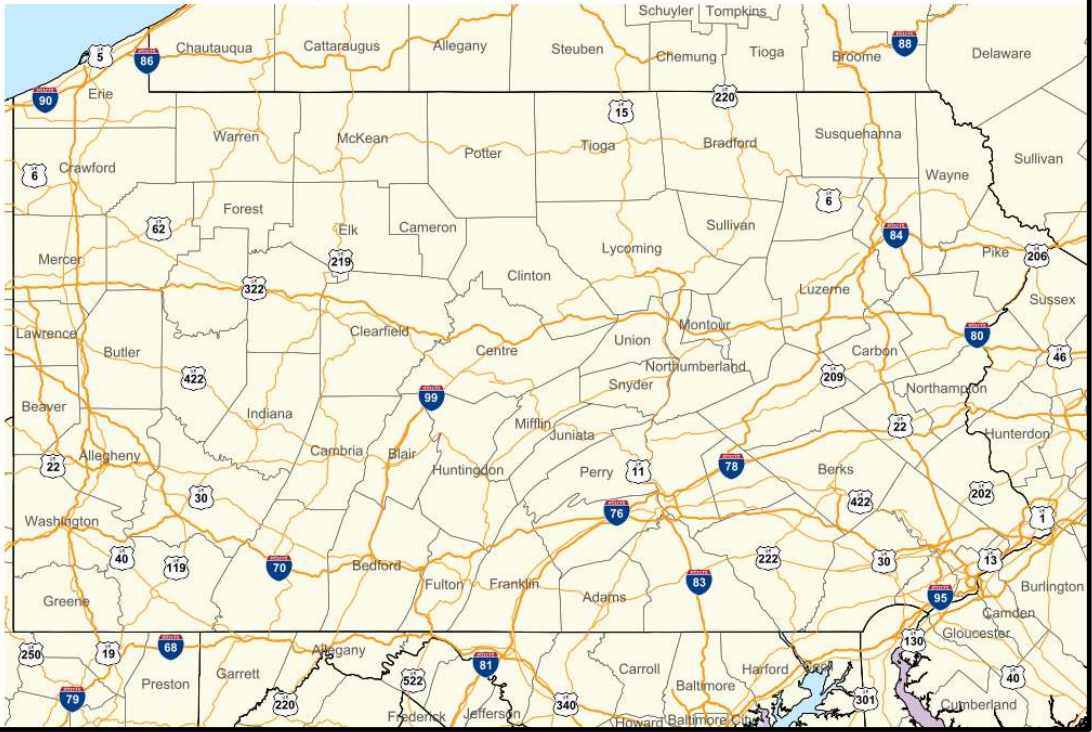 Schuyler Tompkins
Chautauqua
Cattaraugus
Allegany
Steuben
Chemung
Tioga
Broome
Delaware
5
86
88
90
Erie
15
220
Warren
McKean
Potter
Tioga
Bradford
Susquehanna
Sullivan
6
Crawford
Wayne
62
Forest
Elk
Cameron
Sullivan
6
84
Mercer
219
Lycoming
Pike
206
322
Clinton
Luzerne
Sussex
Lawrence
Clearfield
Montour
80
Butler
Centre
Union
Carbon
46
422
Northumberland
209
Snyder
Northampton
Beaver
Indiana
99
Mifflin
Juniata
22
Hunterdon
22
Allegheny
Cambria
Blair
Huntingdon
Perry
11
78
Berks
30
422
202
Washington
76
1
40
119
70
Bedford
Fulton
Franklin
83
222
30
13
Greene
Adams
95
Burlington
Camden
Gloucester
250
19
68
Allegany
130
79
Preston
Garrett
522
81
Carroll
Harford
40
220
Baltimore
Frederick
Jefferson
340
Howard
Baltimore City
301
Cumberland